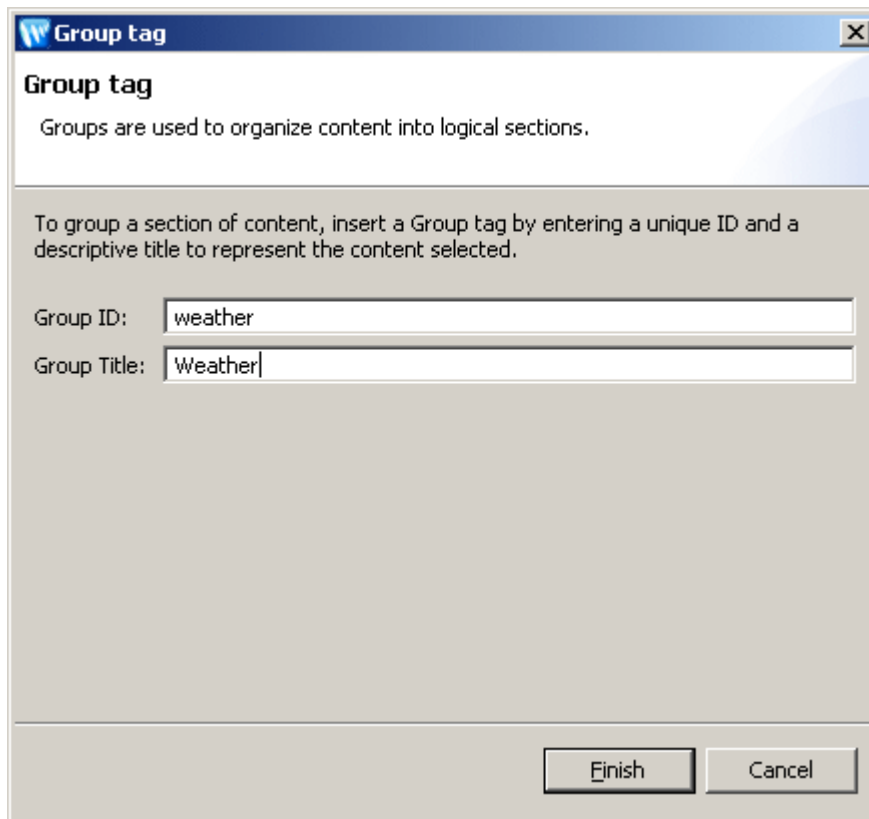 Group tag
Group tag
Groups are used to organize content into logical sections.
To group a section of content, insert a Group tag by entering a unique ID and a
descriptive title to represent the content selected.
Group ID: weather
Group Title: Weather
Finish Cancel